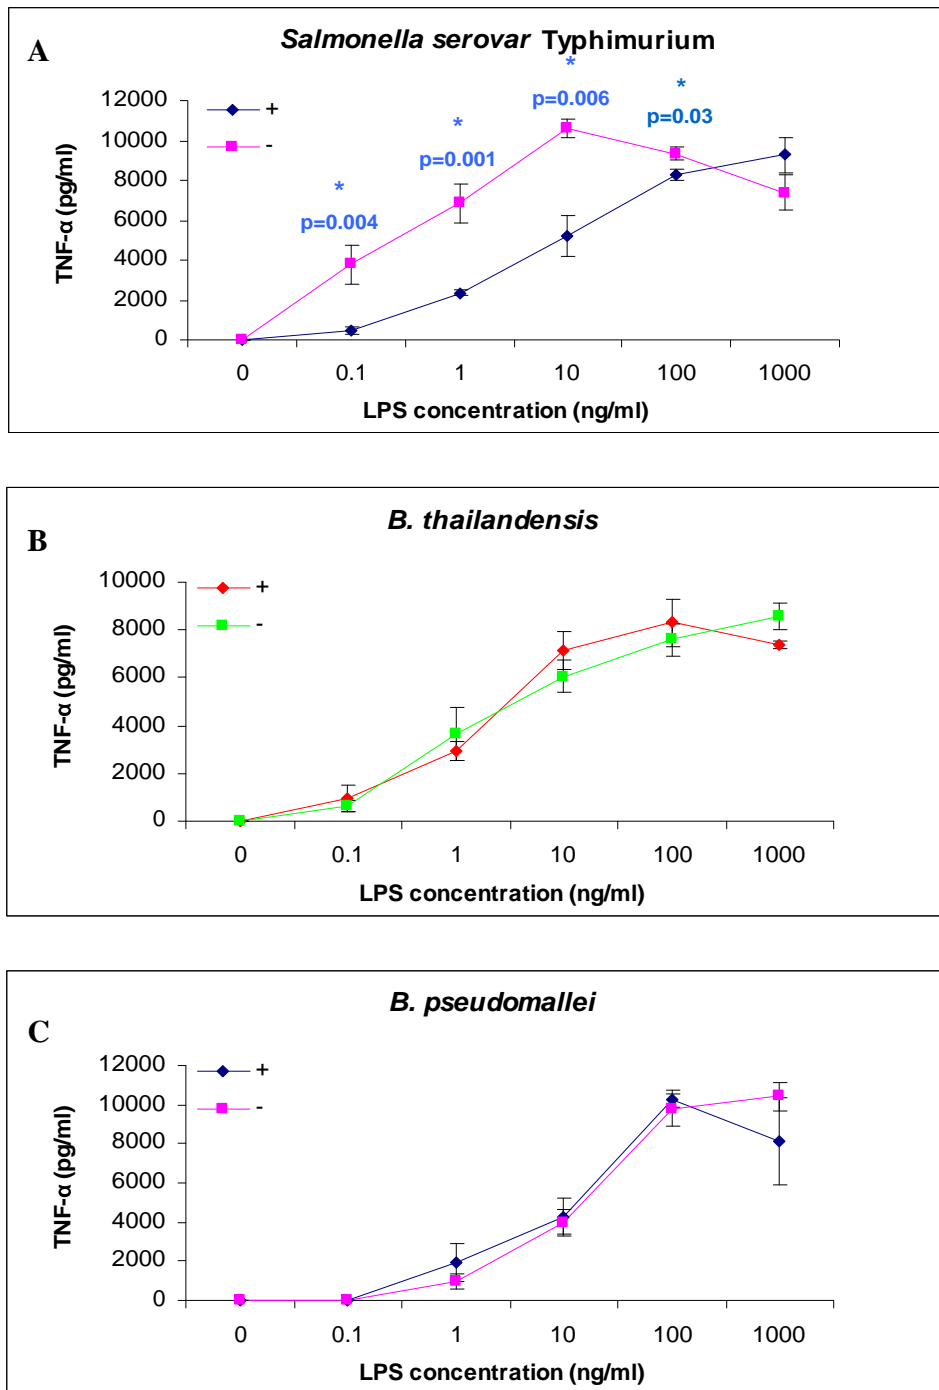 A
Salmonella serovar Typhimurium
*
*
p=0.006
p=0.03
*
p=0.001
*
p=0.004
+
-
12000
10000
8000
6000
4000
2000
0
TNF-α (pg/ml)
0 0.1 1 10 100 1000
LPS concentration (ng/ml)
B
B. thailandensis
+
-
10000
8000
6000
4000
2000
0
TNF-α (pg/ml)
0 0.1 1 10 100 1000
LPS concentration (ng/ml)
C
B. pseudomallei
+
-
12000
10000
8000
6000
4000
2000
0
TNF-α (pg/ml)
0 0.1 1 10 100 1000
LPS concentration (ng/ml)